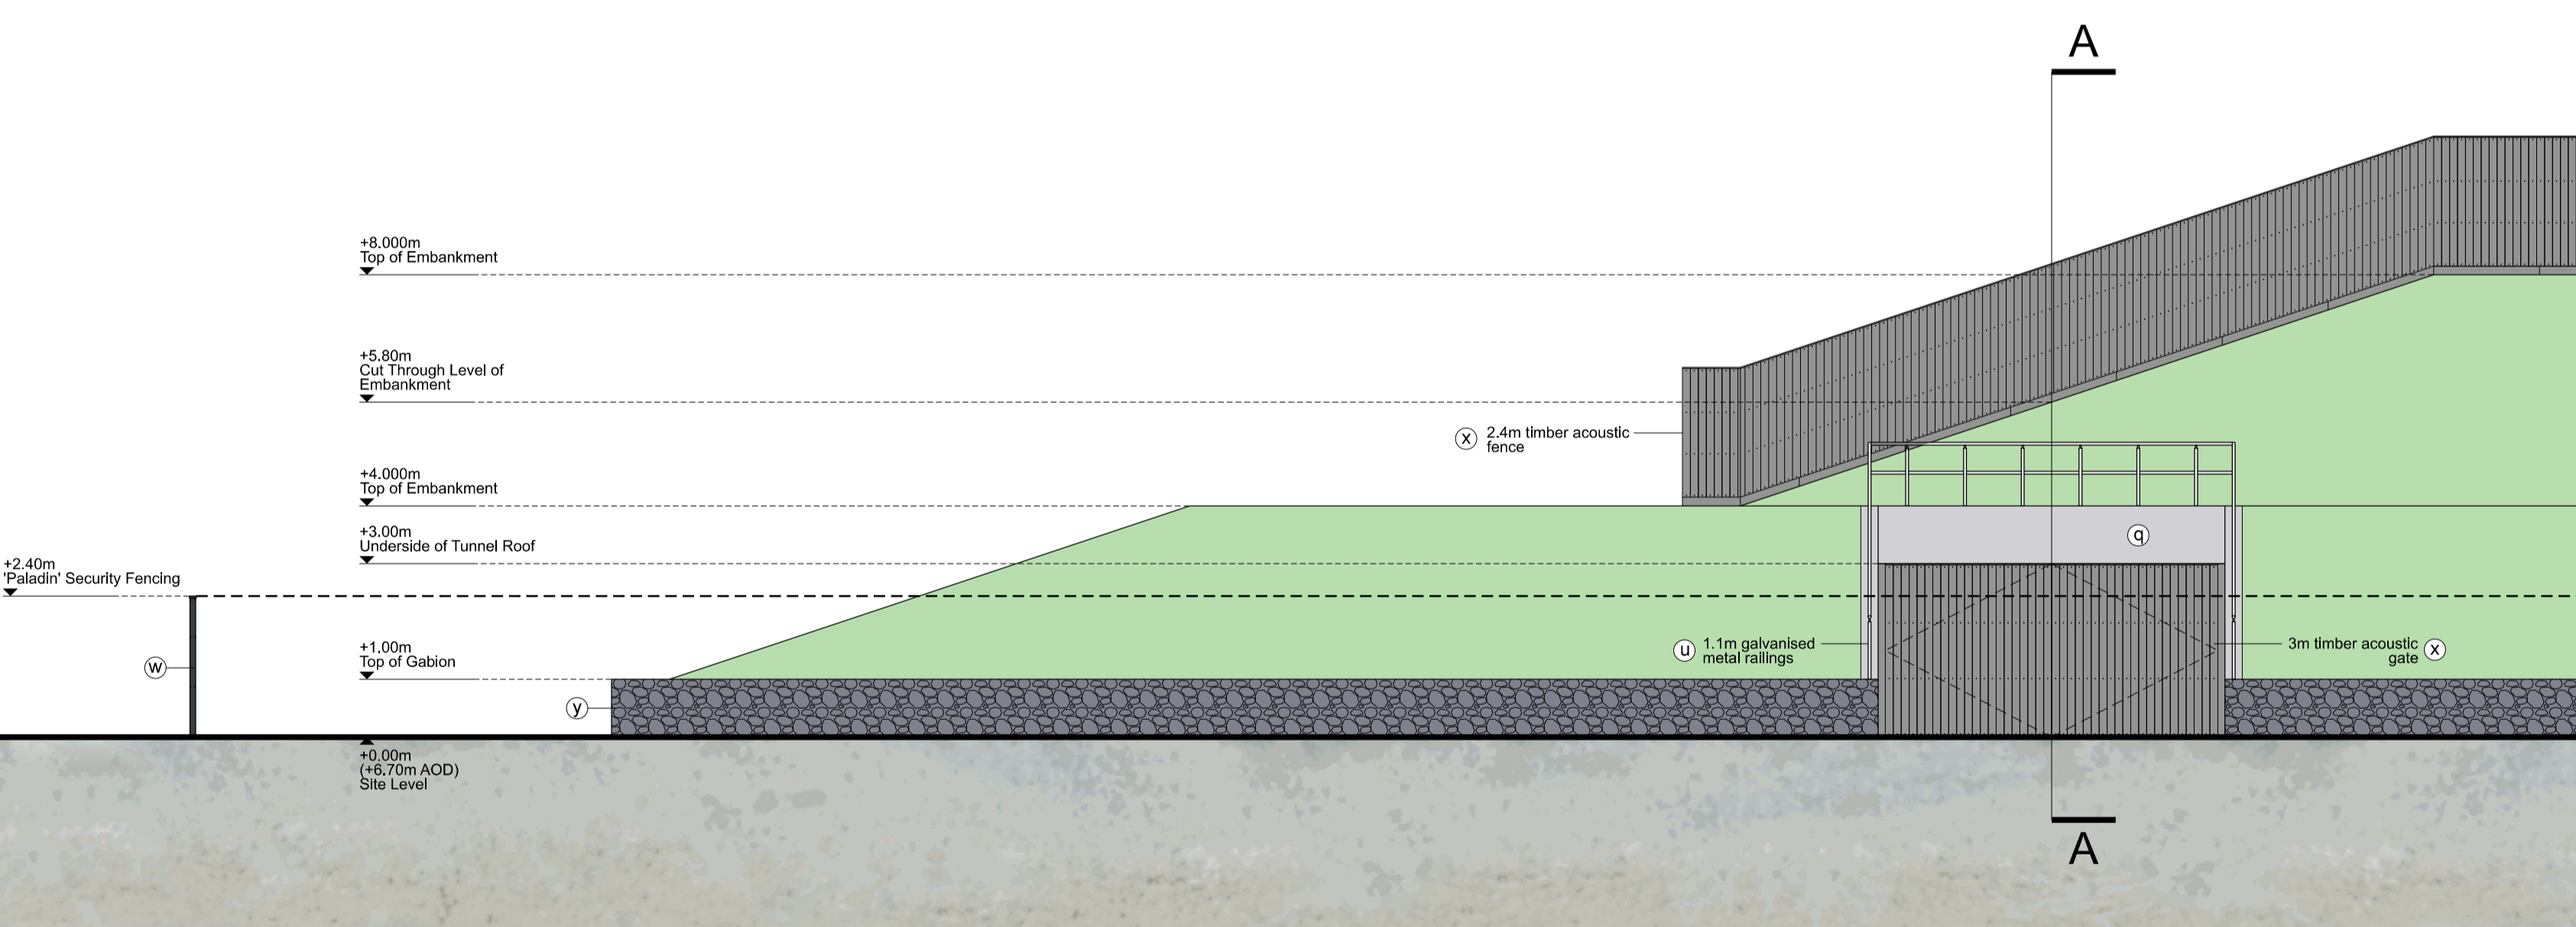 A
+8.000m
Top of Embankment
+5.80m
Cut Through Level of
Embankment
x
2.4m timber acoustic
fence
+4.000m
Top of Embankment
+3.00m
Underside of Tunnel Roof
q
+2.40m
'Paladin' Security Fencing
w
+1.00m
Top of Gabion
u
1.1m galvanised
metal railings
3m timber acoustic
gate
x
y
+0.00m
(+6.70m AOD)
Site Level
A